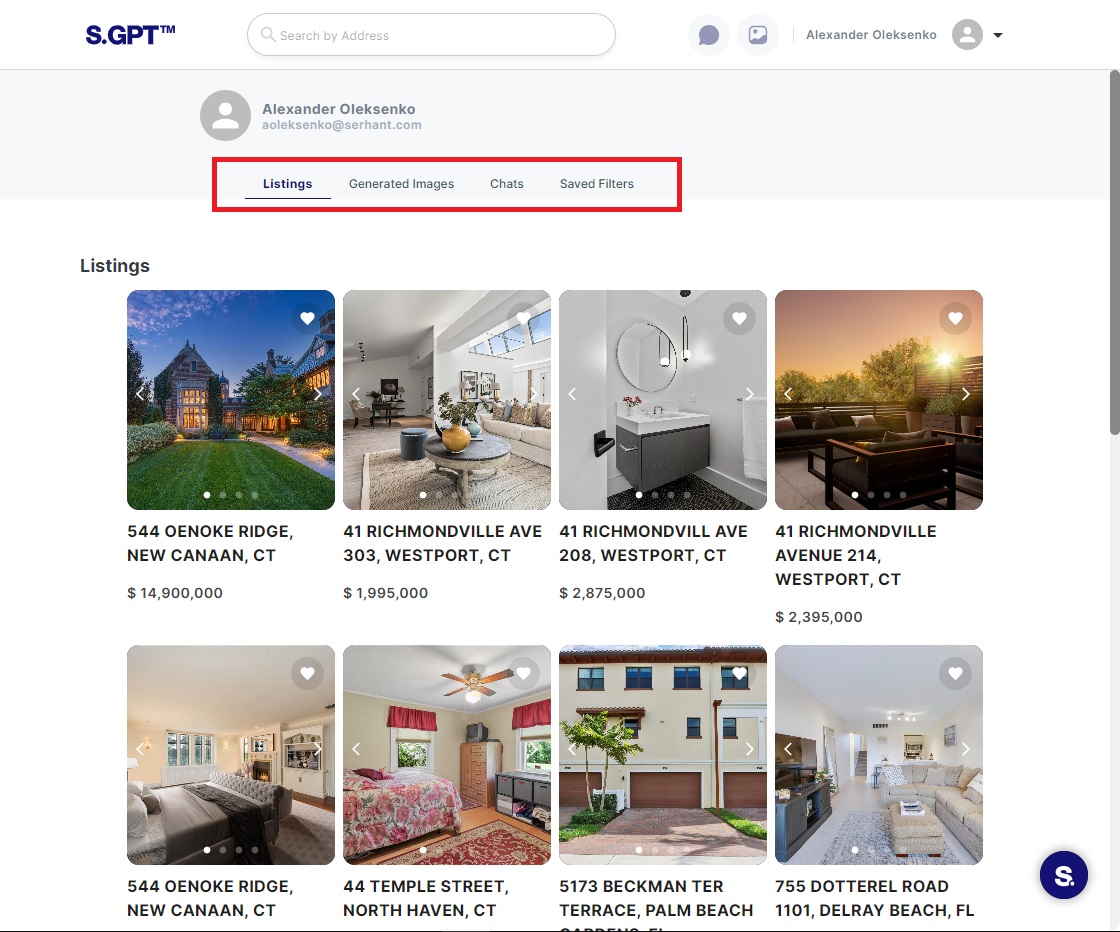 S.GPT™
Search by Address
Alexander Oleksenko
Alexander Oleksenko
aoleksenko@serhant.com
Listings Generated Images Chats Saved Filters
Listings
544 OENOKE RIDGE,
NEW CANAAN, CT
$ 14,900,000
41 RICHMONDVILLE AVE
303, WESTPORT, CT
$ 1,995,000
41 RICHMONDVILL AVE
208, WESTPORT, CT
$ 2,875,000
41 RICHMONDVILLE
AVENUE 214,
WESTPORT, CT
$ 2,395,000
544 OENOKE RIDGE,
NEW CANAAN, CT
44 TEMPLE STREET,
NORTH HAVEN, CT
5173 BECKMAN TER
TERRACE, PALM BEACH
GARDENS, FL
755 DOTTEREL ROAD
1101, DELRAY BEACH, FL
S.